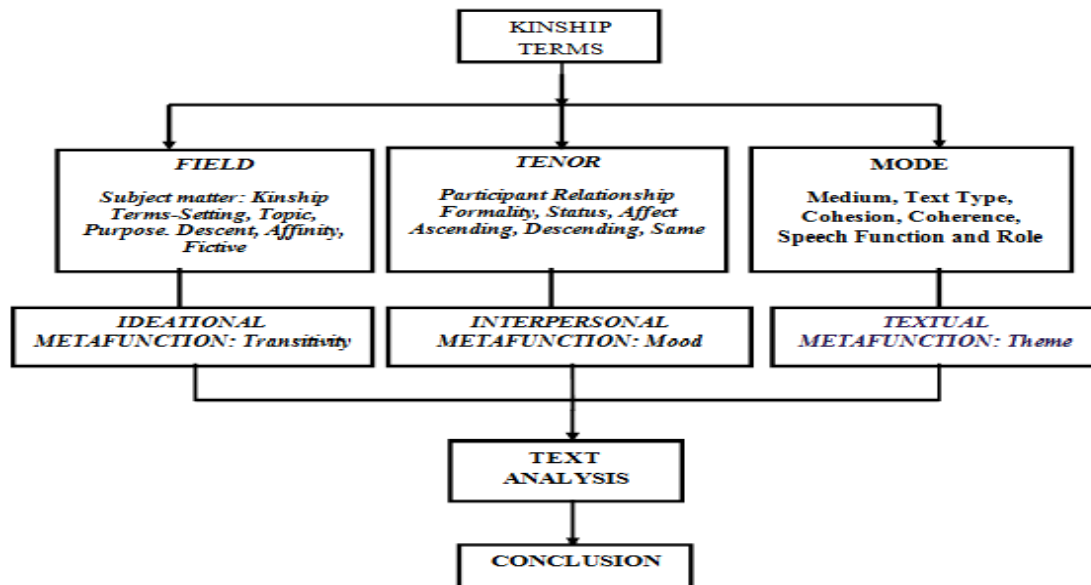 KINSHIP
TERMS
FIELD
Subject matter: Kinship
Terms-Setting, Topic,
Purpose. Descent, Affinity,
Fictive
TENOR
Participant Relationship
Formality, Status, Affect
Ascending, Descending, Same
MODE
Medium, Text Type,
Cohesion, Coherence,
Speech Function and Role
IDEATIONAL
METAFUNCTION: Transitivity
INTERPERSONAL
METAFUNCTION: Mood
TEXTUAL
METAFUNCTION: Theme
TEXT
ANALYSIS
CONCLUSION